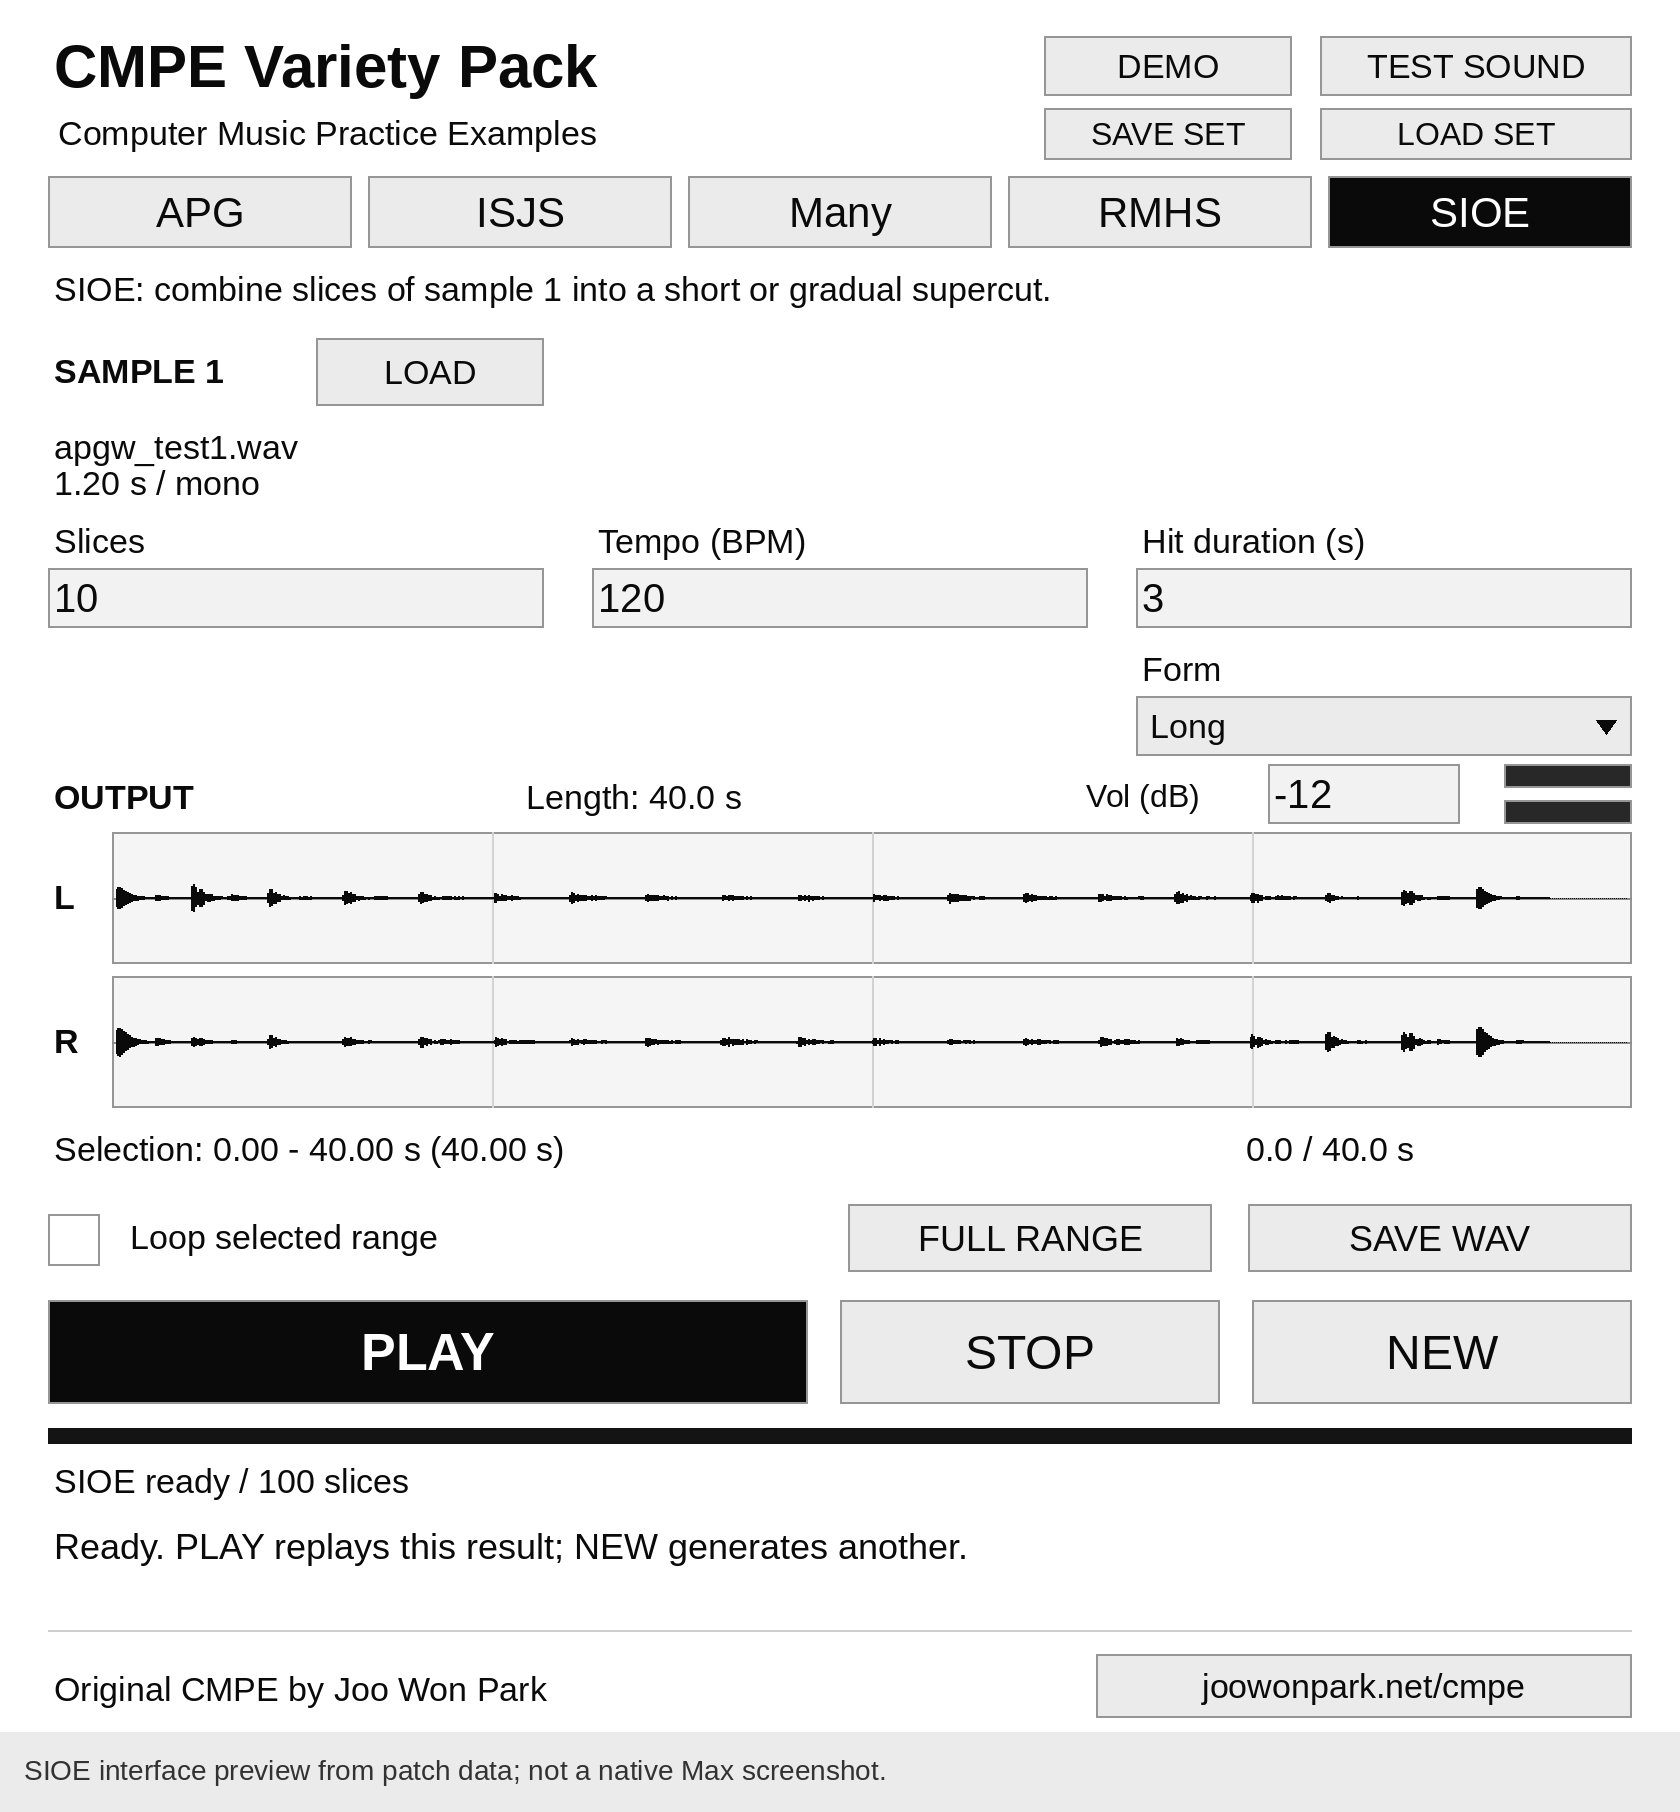 CMPE Variety Pack
DEMO
TEST SOUND
Computer Music Practice Examples
SAVE SET
LOAD SET
APG
ISJS
Many
RMHS
SIOE
SIOE: combine slices of sample 1 into a short or gradual supercut.
SAMPLE 1
LOAD
apgw_test1.wav
1.20 s / mono
Slices
Tempo (BPM)
Hit duration (s)
10
120
3
Form
Long
OUTPUT
Length: 40.0 s
Vol (dB)
-12
L
R
Selection: 0.00 - 40.00 s (40.00 s)
0.0 / 40.0 s
Loop selected range
FULL RANGE
SAVE WAV
PLAY
STOP
NEW
SIOE ready / 100 slices
Ready. PLAY replays this result; NEW generates another.
Original CMPE by Joo Won Park
joowonpark.net/cmpe
SIOE interface preview from patch data; not a native Max screenshot.